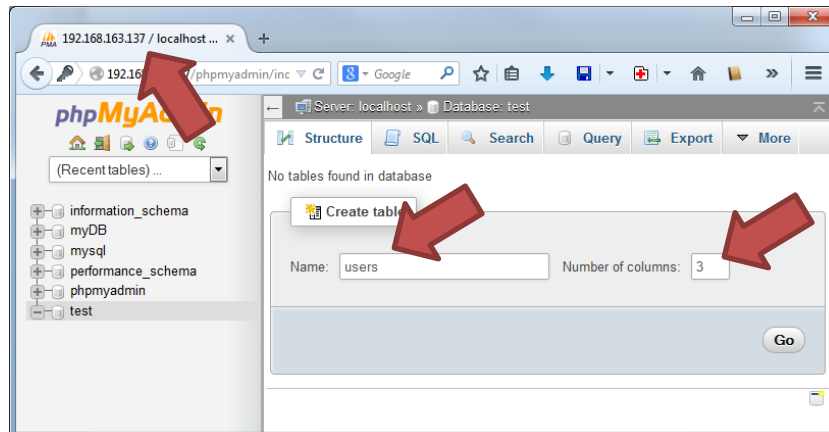 192.168.163.137 / localhost ...
/phpmyadmin/inc
Google
phpMyAdmin
Server: localhost » Database: test
Structure SQL Search Query Export More
(Recent tables) ...
No tables found in database
Create table
information_schema
myDB
mysql
performance_schema
phpmyadmin
test
Name: users Number of columns: 3
Go